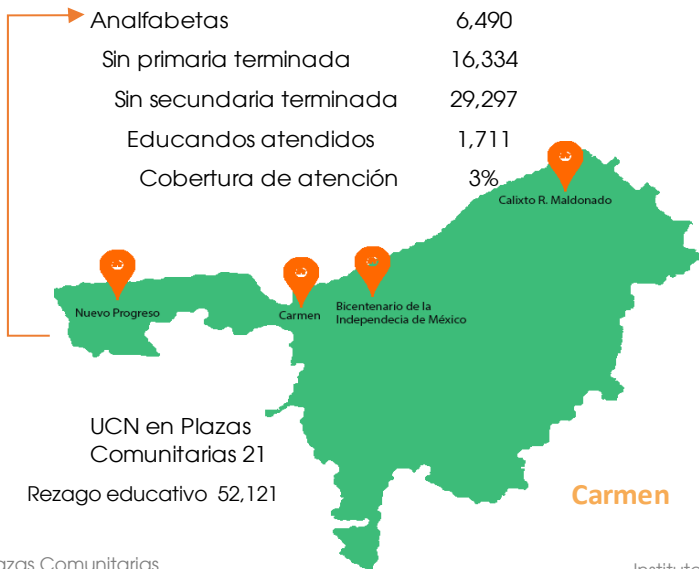 Analfabetas 6,490
Sin primaria terminada 16,334
Sin secundaria terminada 29,297
Educandos atendidos 1,711
Cobertura de atención 3%
Calixto R. Maldonado
Nuevo Progreso
Carmen
Bicentenario de la
Independecia de México
UCN en Plazas
Comunitarias 21
Rezago educativo 52,121
Carmen
Comunitarias